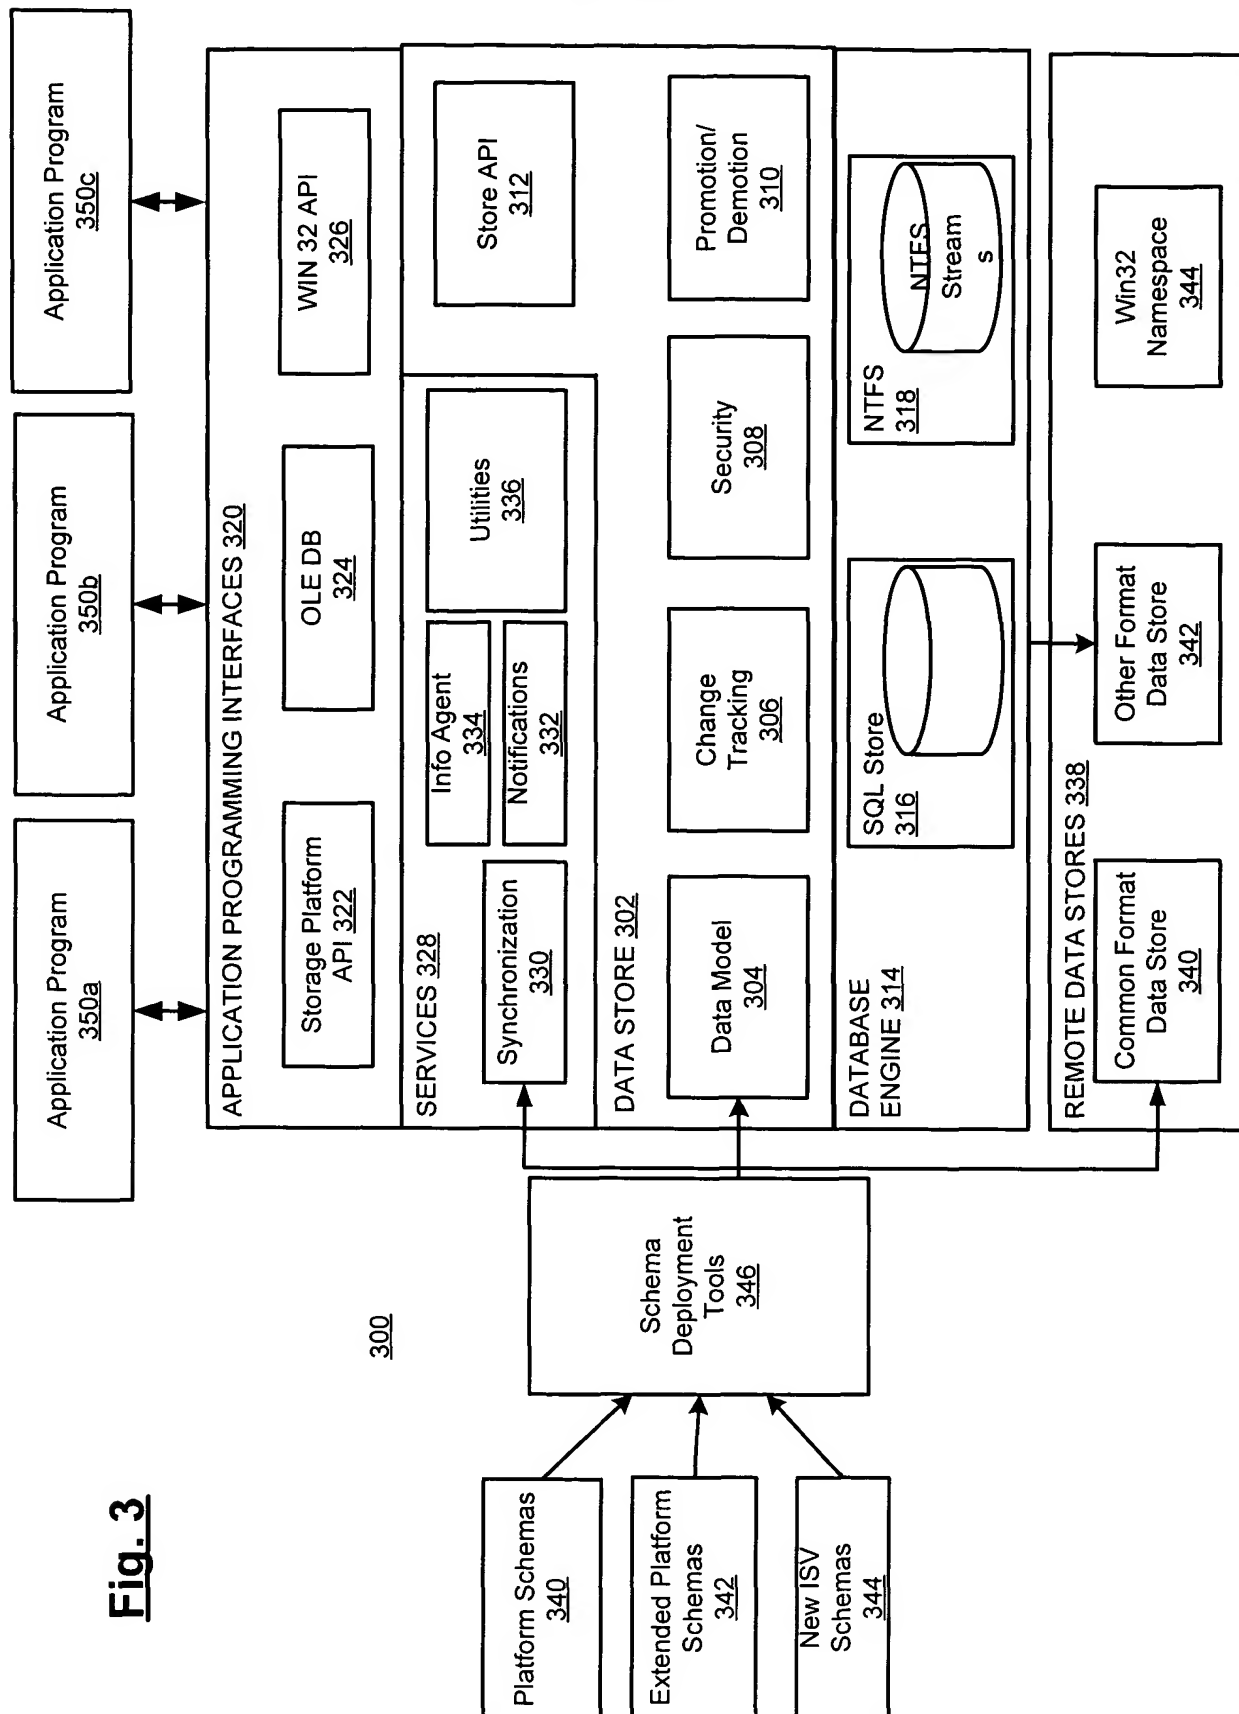 Fig. 3
300
Application Program
350a
Application Program
350b
Application Program
350c
APPLICATION PROGRAMMING INTERFACES 320
Storage Platform
API 322
OLE DB
324
WIN 32 API
326
SERVICES 328
Synchronization
330
Info Agent
334
Notifications
332
Utilities
336
Store API
312
DATA STORE 302
Data Model
304
Change
Tracking
306
Security
308
Promotion/
Demotion
310
DATABASE
ENGINE 314
SQL Store
316
NTFS
318
NTFS
Stream
s
REMOTE DATA STORES 338
Common Format
Data Store
340
Other Format
Data Store
342
Win32
Namespace
344
Schema
Deployment
Tools
346
Platform Schemas
340
Extended Platform
Schemas
342
New ISV
Schemas
344